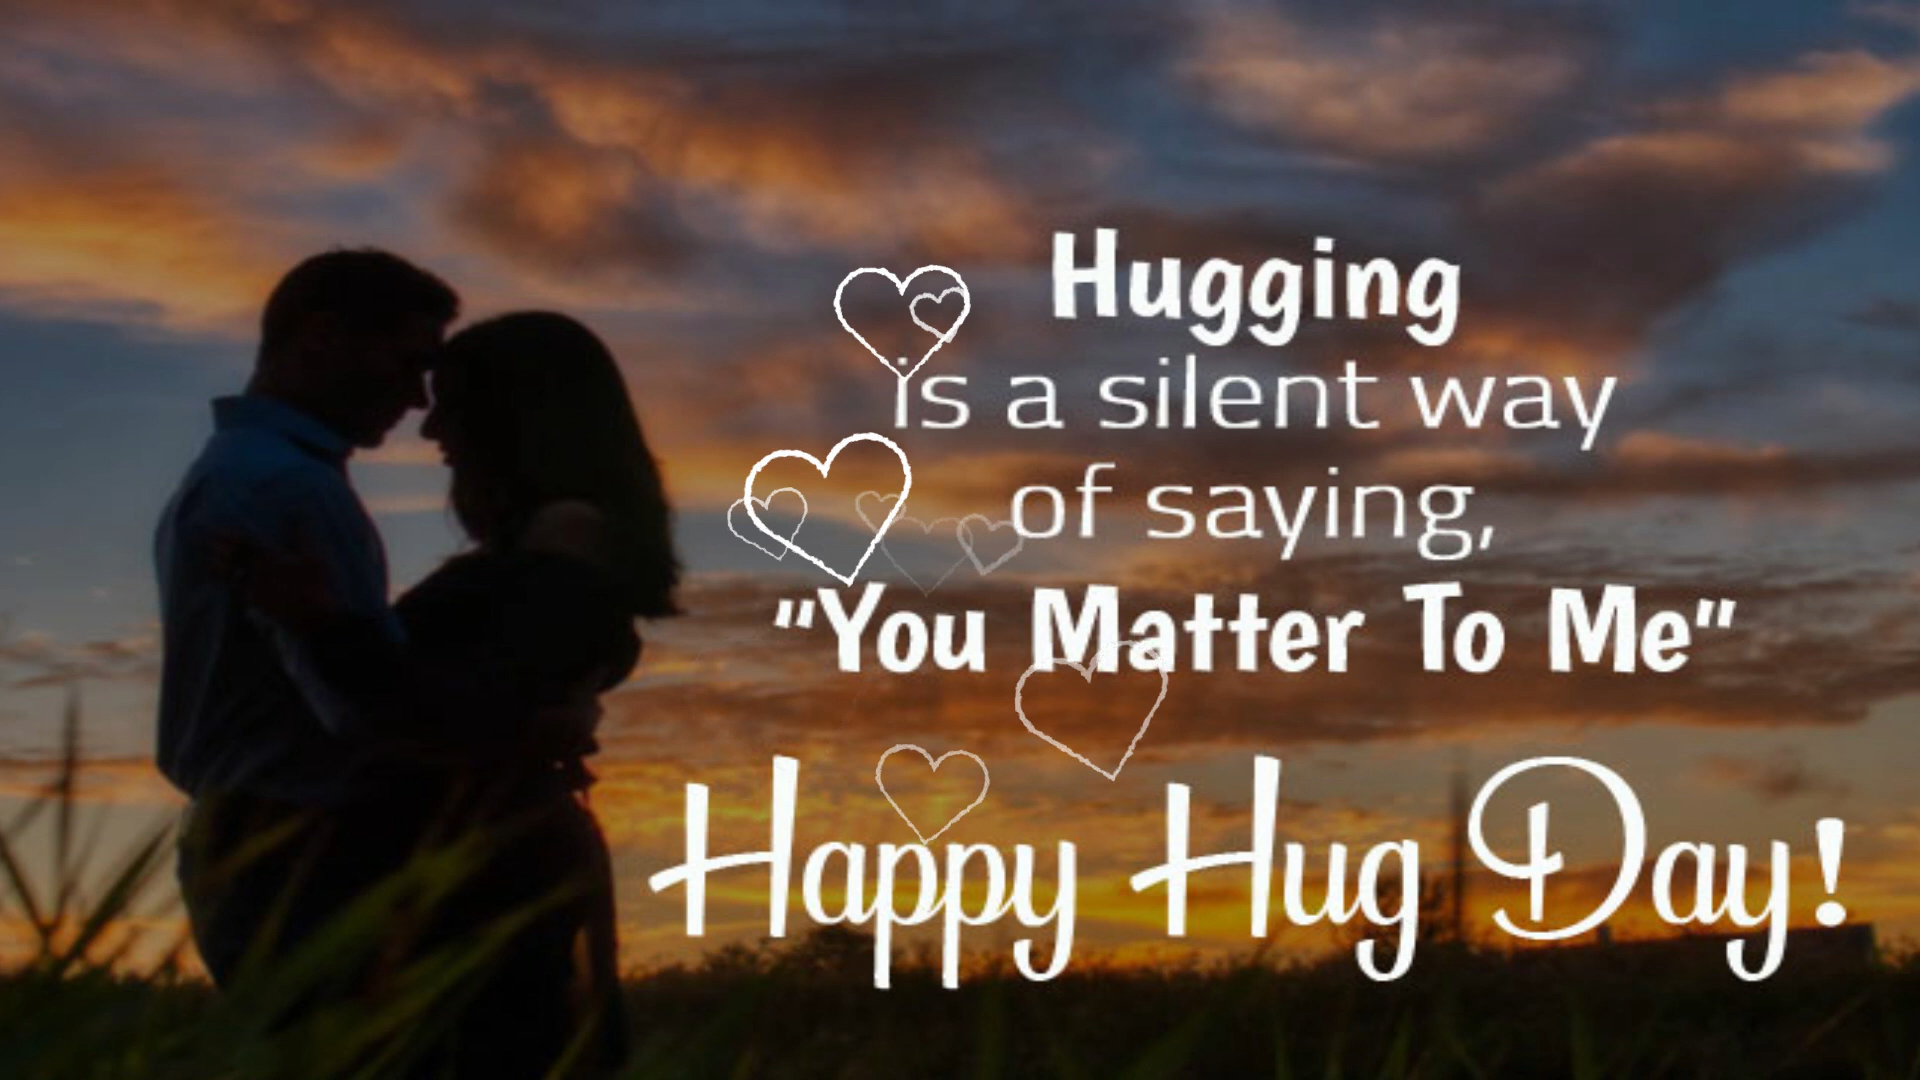 Hugging
is a silent way
of saying,
"You Matter To Me"
Happy Hug Day!